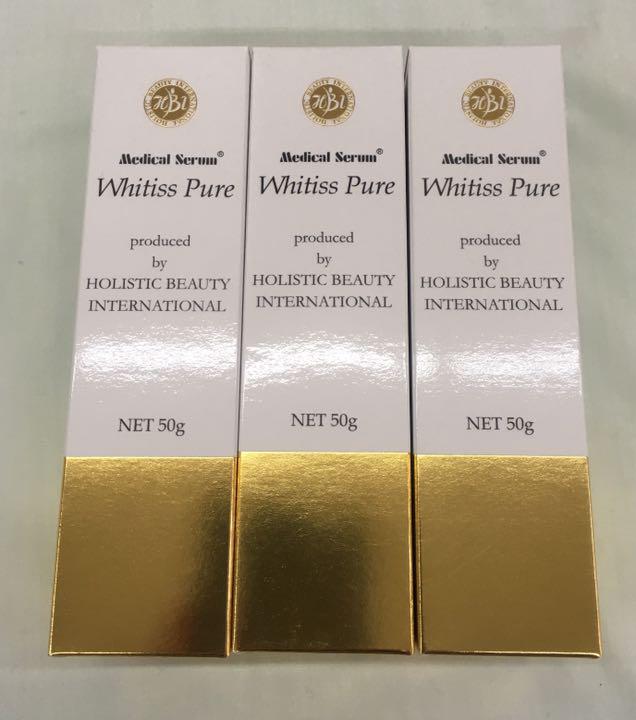 HBI
Medical Serum®
Whitiss Pure
produced
by
HOLISTIC BEAUTY
INTERNATIONAL
NET 50g
HBI
Medical Serum®
Whitiss Pure
produced
by
HOLISTIC BEAUTY
INTERNATIONAL
NET 50g
HBI
Medical Serum®
Whitiss Pure
produced
by
HOLISTIC BEAUTY
INTERNATIONAL
NET 50g